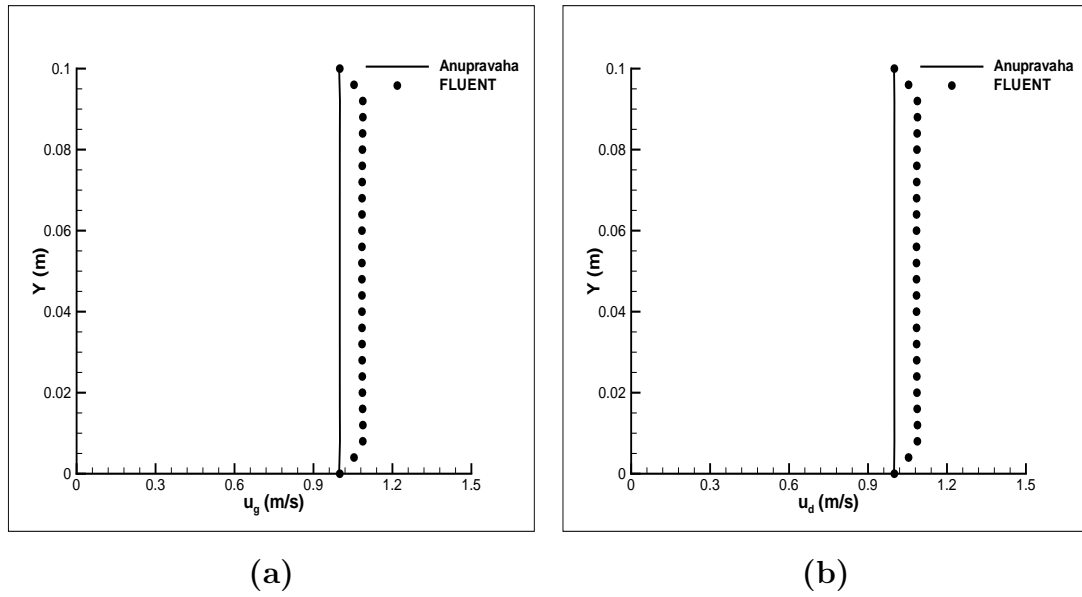 Anupravaha
FLUENT
0.1
0.08
0.06
0.04
0.02
0
Y (m)
0 0.3 0.6 0.9 1.2 1.5
u_g (m/s)
(a)
Anupravaha
FLUENT
0.1
0.08
0.06
0.04
0.02
0
Y (m)
0 0.3 0.6 0.9 1.2 1.5
u_d (m/s)
(b)